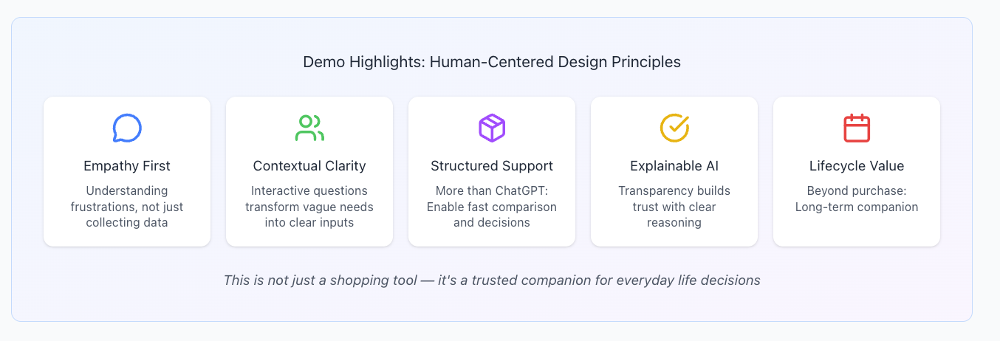 Demo Highlights: Human-Centered Design Principles
Empathy First
Understanding
frustrations, not just
collecting data
Contextual Clarity
Interactive questions
transform vague needs
into clear inputs
Structured Support
More than ChatGPT:
Enable fast comparison
and decisions
Explainable AI
Transparency builds
trust with clear
reasoning
Lifecycle Value
Beyond purchase:
Long-term companion
This is not just a shopping tool — it's a trusted companion for everyday life decisions